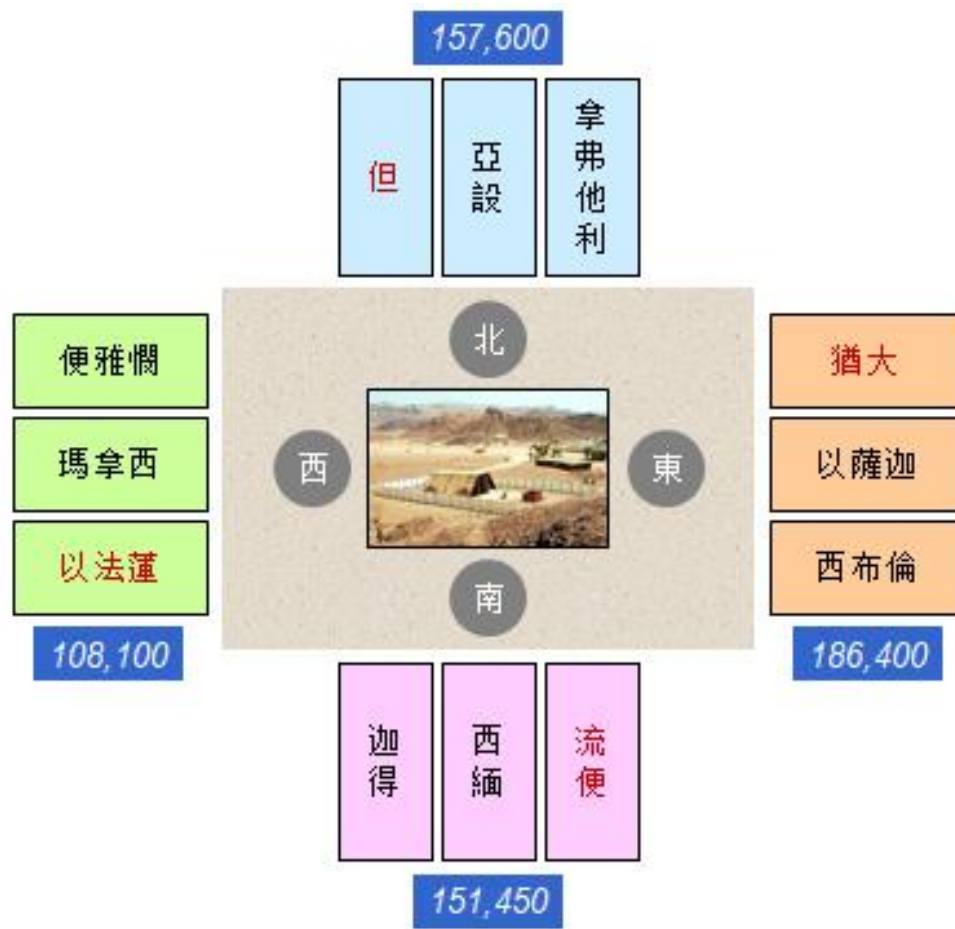 157,600
但
亞設
拿弗他利
北
便雅憫
瑪拿西
以法蓮
108,100
西
東
南
猶大
以薩迦
西布倫
186,400
迦得
西緬
流便
151,450